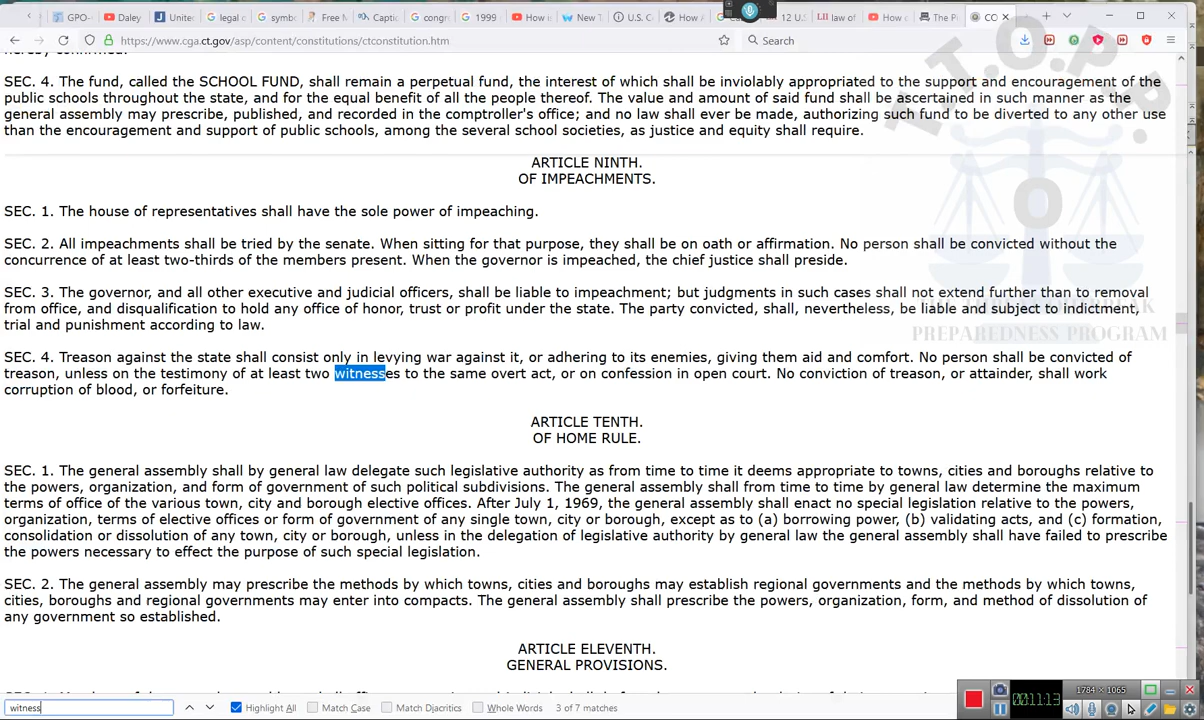 GPO--
Daley
United
legal c
symbo
Free M
Captio
congr
1999
How is
New T
U.S. C
How A
12 U.S
law of
How c
The P
CO
https://www.cga.ct.gov/asp/content/constitutions/ctconstitution.htm
Search
hereby confirmed.
SEC. 4. The fund, called the SCHOOL FUND, shall remain a perpetual fund, the interest of which shall be inviolably appropriated to the support and encouragement of the
public schools throughout the state, and for the equal benefit of all the people thereof. The value and amount of said fund shall be ascertained in such manner as the
general assembly may prescribe, published, and recorded in the comptroller's office; and no law shall ever be made, authorizing such fund to be diverted to any other use
than the encouragement and support of public schools, among the several school societies, as justice and equity shall require.
ARTICLE NINTH.
OF IMPEACHMENTS.
SEC. 1. The house of representatives shall have the sole power of impeaching.
SEC. 2. All impeachments shall be tried by the senate. When sitting for that purpose, they shall be on oath or affirmation. No person shall be convicted without the
concurrence of at least two-thirds of the members present. When the governor is impeached, the chief justice shall preside.
SEC. 3. The governor, and all other executive and judicial officers, shall be liable to impeachment; but judgments in such cases shall not extend further than to removal
from office, and disqualification to hold any office of honor, trust or profit under the state. The party convicted, shall, nevertheless, be liable and subject to indictment,
trial and punishment according to law.
PREPAREDNESS PROGRAM
SEC. 4. Treason against the state shall consist only in levying war against it, or adhering to its enemies, giving them aid and comfort. No person shall be convicted of
treason, unless on the testimony of at least two witnesses to the same overt act, or on confession in open court. No conviction of treason, or attainder, shall work
corruption of blood, or forfeiture.
ARTICLE TENTH.
OF HOME RULE.
SEC. 1. The general assembly shall by general law delegate such legislative authority as from time to time it deems appropriate to towns, cities and boroughs relative to
the powers, organization, and form of government of such political subdivisions. The general assembly shall from time to time by general law determine the maximum
terms of office of the various town, city and borough elective offices. After July 1, 1969, the general assembly shall enact no special legislation relative to the powers,
organization, terms of elective offices or form of government of any single town, city or borough, except as to (a) borrowing power, (b) validating acts, and (c) formation,
consolidation or dissolution of any town, city or borough, unless in the delegation of legislative authority by general law the general assembly shall have failed to prescribe
the powers necessary to effect the purpose of such special legislation.
SEC. 2. The general assembly may prescribe the methods by which towns, cities and boroughs may establish regional governments and the methods by which towns,
cities, boroughs and regional governments may enter into compacts. The general assembly shall prescribe the powers, organization, form, and method of dissolution of
any government so established.
ARTICLE ELEVENTH.
GENERAL PROVISIONS.
witness
Highlight All
Match Case
Match Diacritics
Whole Words
3 of 7 matches
1784 × 1065